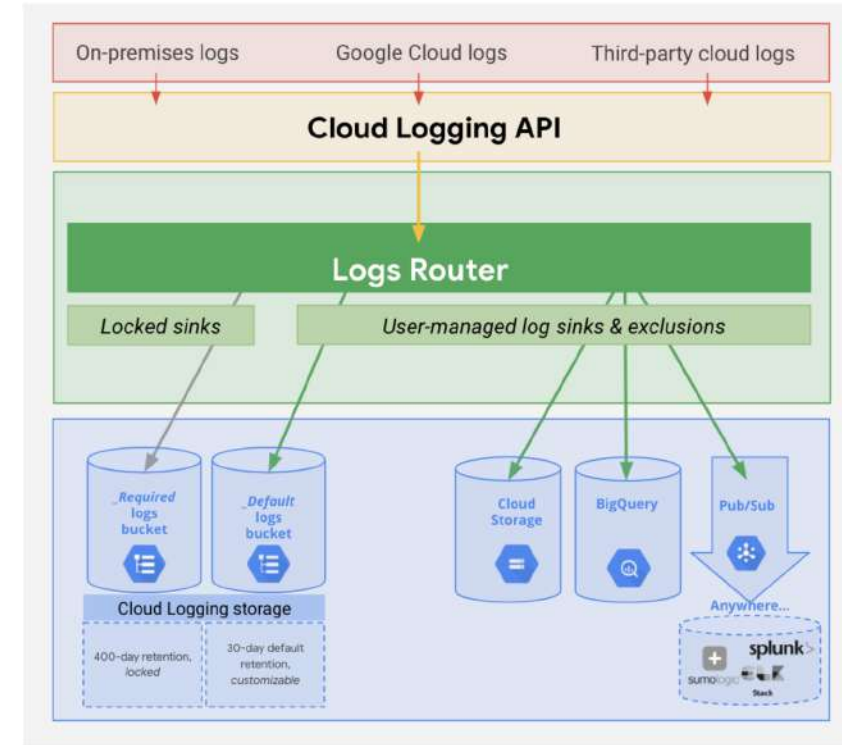 On-premises logs
Google Cloud logs
Third-party cloud logs
Cloud Logging API
Logs Router
Locked sinks
User-managed log sinks & exclusions
_Required
logs
bucket
_Default
logs
bucket
Cloud
Storage
BigQuery
Pub/Sub
Cloud Logging storage
400-day retention,
locked
30-day default
retention,
customizable
Anywhere...
sumologic
splunk>
ELK
Stack